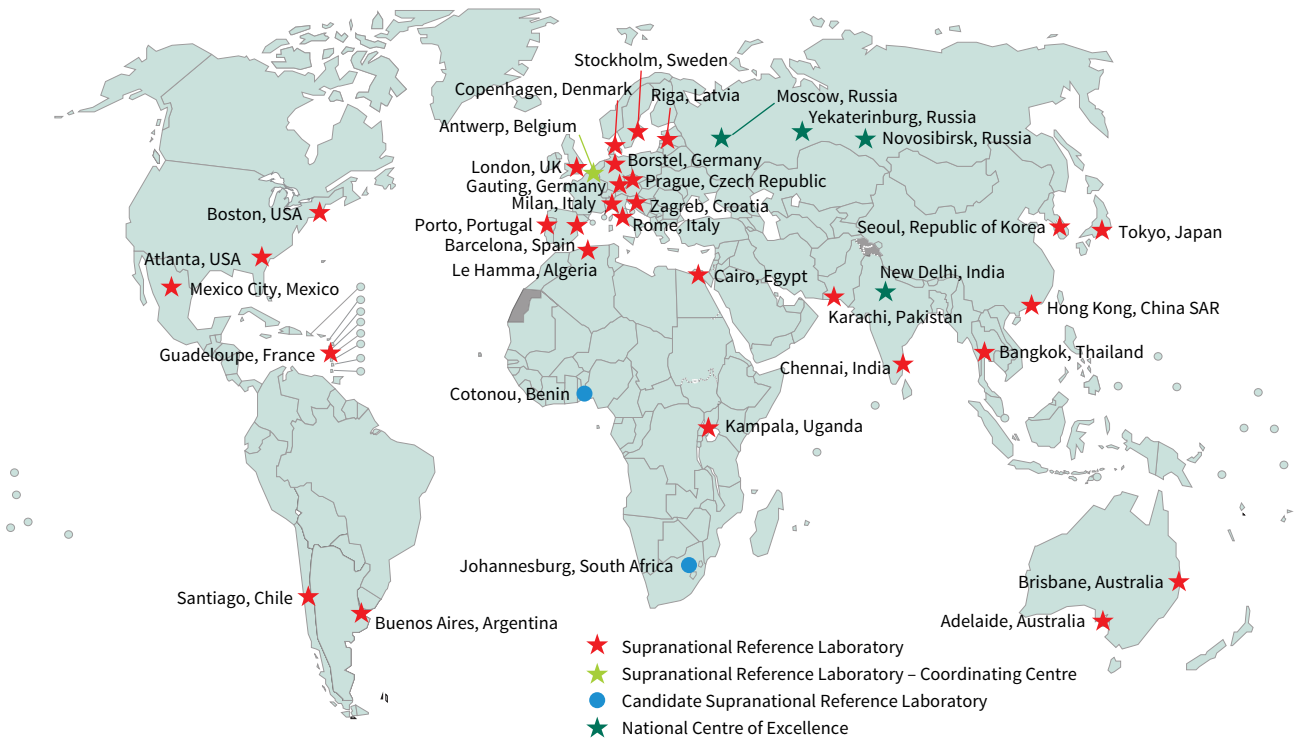 Stockholm, Sweden
Copenhagen, Denmark
Riga, Latvia
Moscow, Russia
Yekaterinburg, Russia
Antwerp, Belgium
Novosibirsk, Russia
London, UK
Borstel, Germany
Gauting, Germany
Prague, Czech Republic
Milan, Italy
Zagreb, Croatia
Boston, USA
Porto, Portugal
Rome, Italy
Seoul, Republic of Korea
Tokyo, Japan
Barcelona, Spain
Atlanta, USA
Le Hamma, Algeria
Cairo, Egypt
New Delhi, India
Mexico City, Mexico
Karachi, Pakistan
Hong Kong, China SAR
Guadeloupe, France
Bangkok, Thailand
Chennai, India
Cotonou, Benin
Kampala, Uganda
Johannesburg, South Africa
Brisbane, Australia
Santiago, Chile
Buenos Aires, Argentina
Adelaide, Australia
Supranational Reference Laboratory
Supranational Reference Laboratory – Coordinating Centre
Candidate Supranational Reference Laboratory
National Centre of Excellence